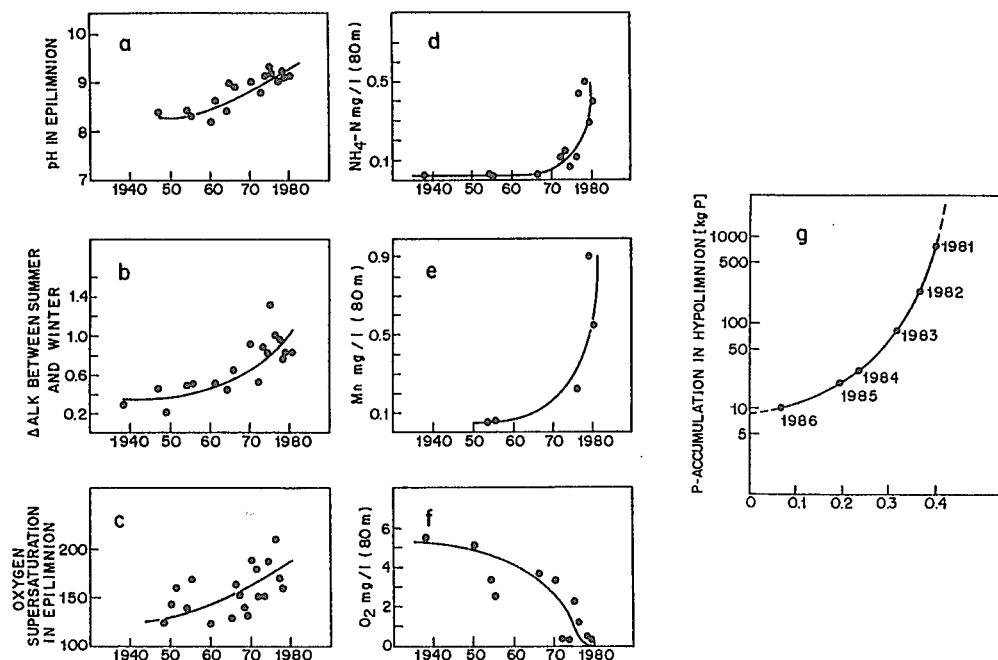 a
pH IN EPILIMNION
10
9
8
7
1940 50 60 70 1980
b
Δ ALK BETWEEN SUMMER
AND WINTER
1.4
1.0
0.6
0.2
1940 50 60 70 1980
c
OXYGEN
SUPERSATURATION
IN EPILIMNION
200
150
100
1940 50 60 70 1980
d
NH4-N mg/l (80 m)
0.5
0.1
1940 50 60 70 1980
e
Mn mg/l (80 m)
0.9
0.5
0.1
1940 50 60 70 1980
f
O2 mg/l (80 m)
6
4
2
0
1940 50 60 70 1980
g
P-ACCUMULATION IN HYPOLIMNION [kg P]
1000
500
100
50
10
5
0
1981
1982
1983
1984
1985
1986
0 0.1 0.2 0.3 0.4